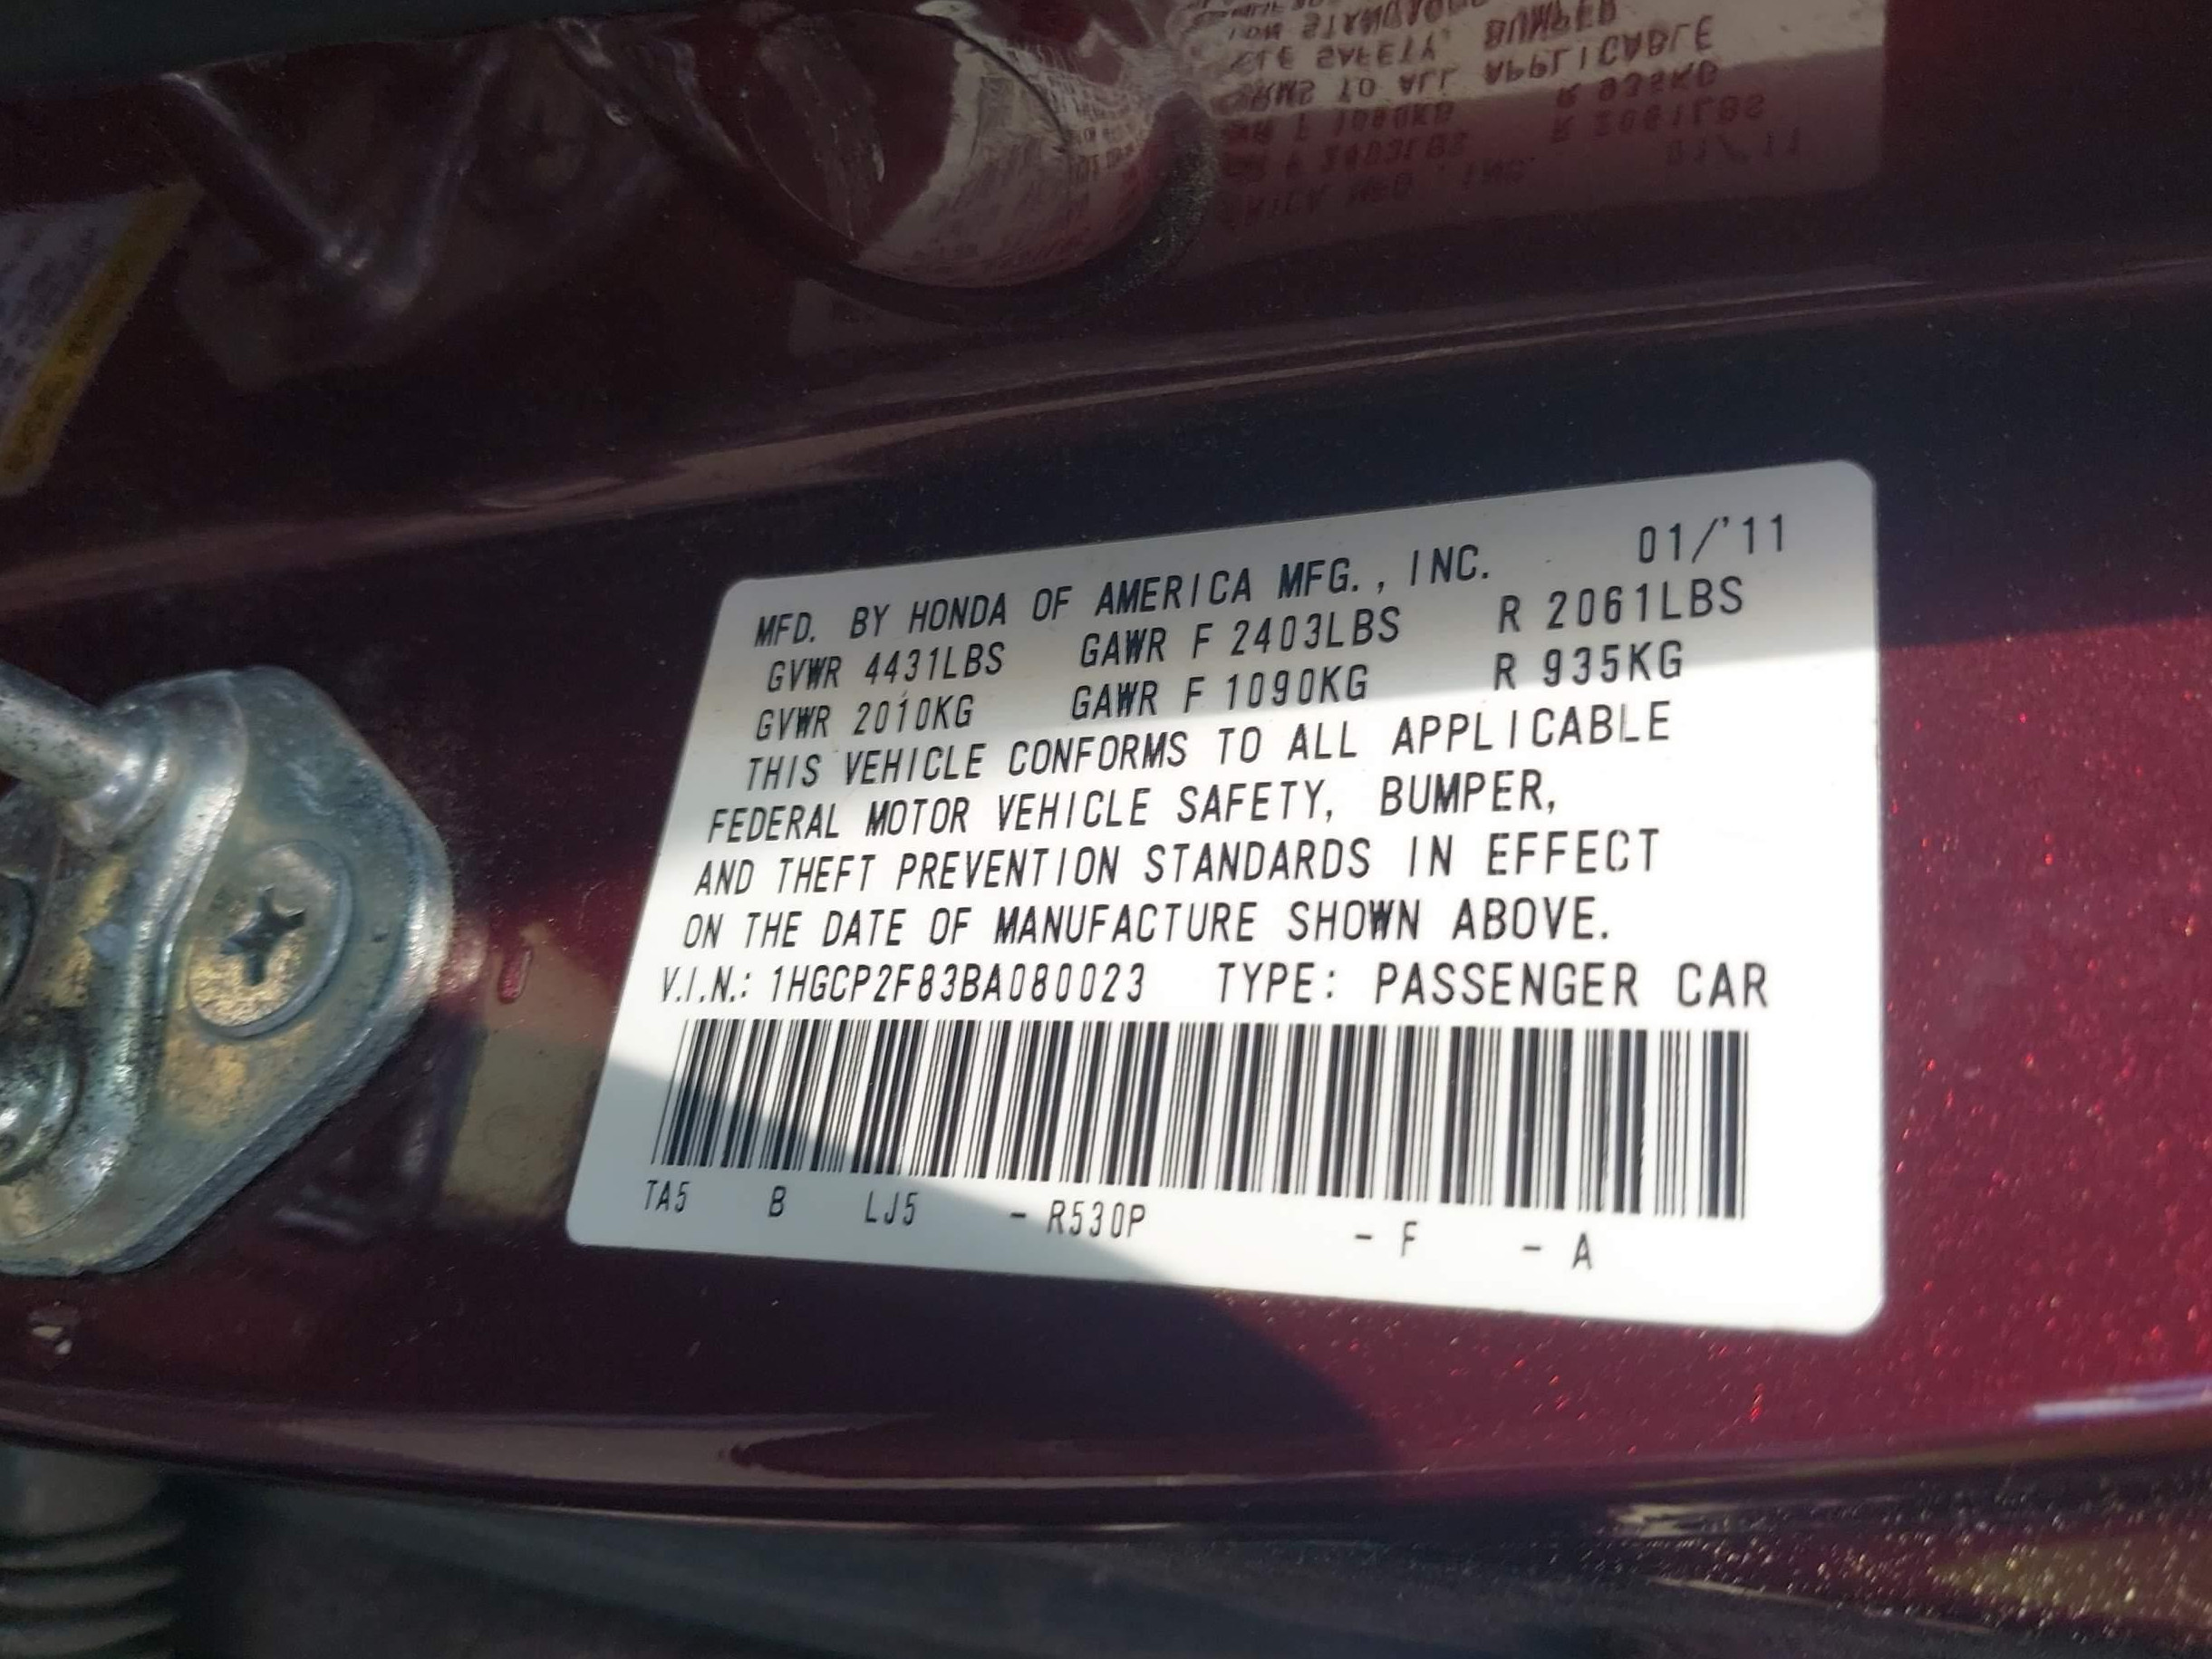 MFD. BY HONDA OF AMERICA MFG., INC. 01/'11
GVWR 4431LBS GAWR F 2403LBS R 2061LBS
GVWR 2010KG GAWR F 1090KG R 935KG
THIS VEHICLE CONFORMS TO ALL APPLICABLE
FEDERAL MOTOR VEHICLE SAFETY, BUMPER,
AND THEFT PREVENTION STANDARDS IN EFFECT
ON THE DATE OF MANUFACTURE SHOWN ABOVE.
V.I.N.: 1HGCP2F83BA080023 TYPE: PASSENGER CAR
TA5 B LJ5 - R530P - F - A